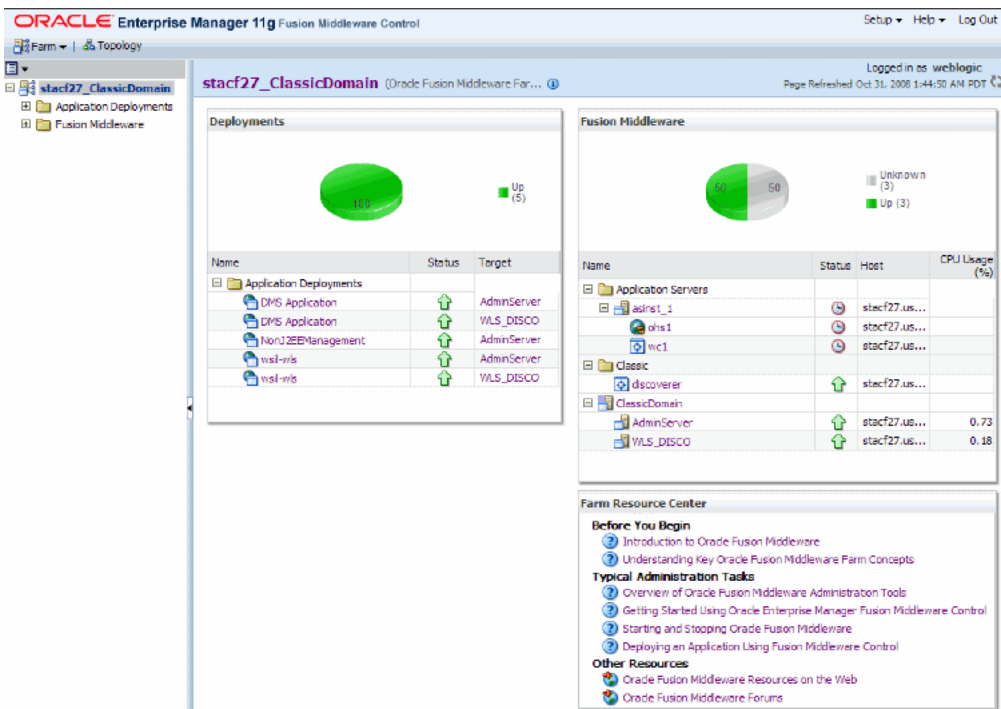 ORACLE Enterprise Manager 11g Fusion Middleware Control
Setup Help Log Out
Farm | Topology
stacf27_ClassicDomain
Application Deployments
Fusion Middleware
stacf27_ClassicDomain (Oracle Fusion Middleware Far...
Logged in as weblogic
Page Refreshed Oct 31, 2008 1:44:50 AM PDT
Deployments
100
Up
(5)
Name Status Target
Application Deployments
DMS Application AdminServer
DMS Application WLS_DISCO
NonJ2EEManagement AdminServer
wsil-wls AdminServer
wsil-wls WLS_DISCO
Fusion Middleware
50 50
Unknown
(3)
Up (3)
Name Status Host CPU Usage
(%)
Application Servers
asinst_1 stacf27.us...
ohs1 stacf27.us...
wc1 stacf27.us...
Classic
discoverer stacf27.us...
ClassicDomain
AdminServer stacf27.us... 0.73
WLS_DISCO stacf27.us... 0.18
Farm Resource Center
Before You Begin
Introduction to Oracle Fusion Middleware
Understanding Key Oracle Fusion Middleware Farm Concepts
Typical Administration Tasks
Overview of Oracle Fusion Middleware Administration Tools
Getting Started Using Oracle Enterprise Manager Fusion Middleware Control
Starting and Stopping Oracle Fusion Middleware
Deploying an Application Using Fusion Middleware Control
Other Resources
Oracle Fusion Middleware Resources on the Web
Oracle Fusion Middleware Forums